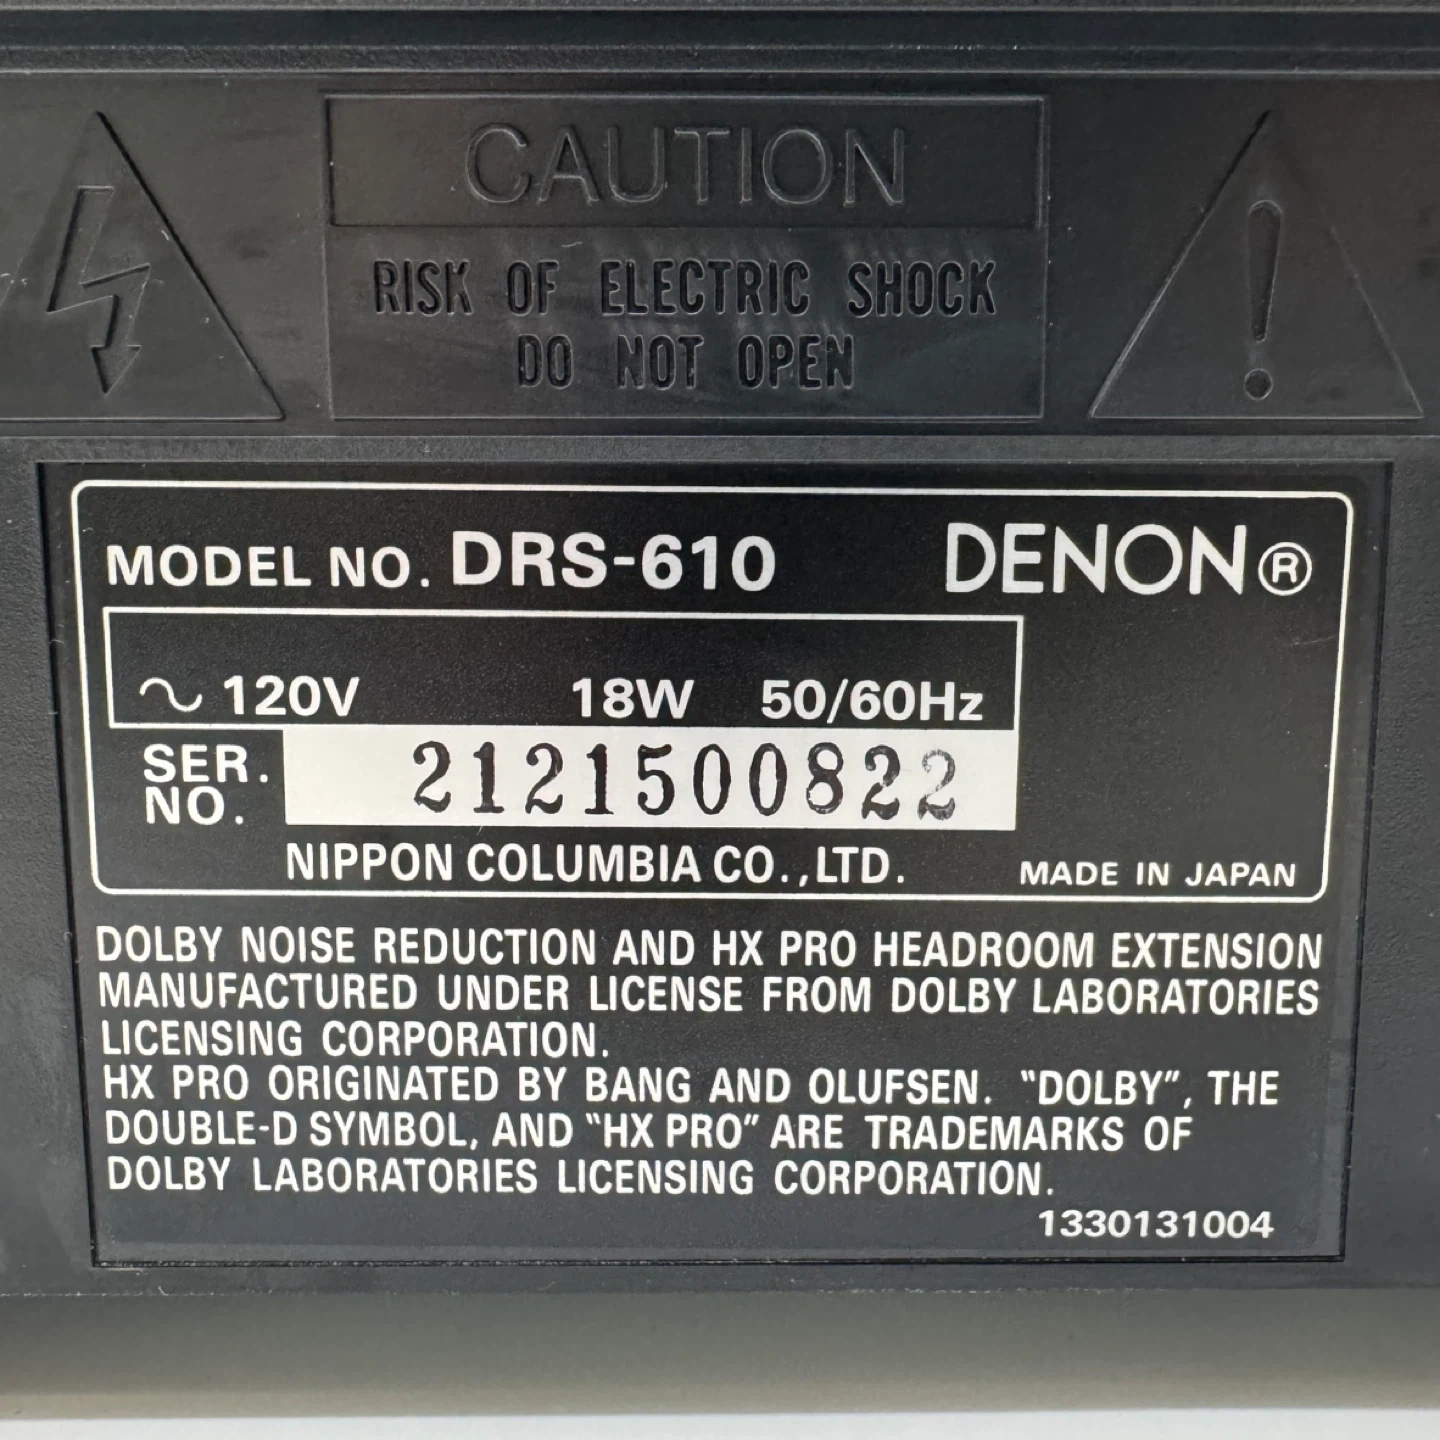 CAUTION
RISK OF ELECTRIC SHOCK
DO NOT OPEN
MODEL NO. DRS-610 DENON®
~ 120V 18W 50/60Hz
SER. NO. 2121500822
NIPPON COLUMBIA CO., LTD. MADE IN JAPAN
DOLBY NOISE REDUCTION AND HX PRO HEADROOM EXTENSION
MANUFACTURED UNDER LICENSE FROM DOLBY LABORATORIES
LICENSING CORPORATION.
HX PRO ORIGINATED BY BANG AND OLUFSEN. "DOLBY", THE
DOUBLE-D SYMBOL, AND "HX PRO" ARE TRADEMARKS OF
DOLBY LABORATORIES LICENSING CORPORATION.
1330131004